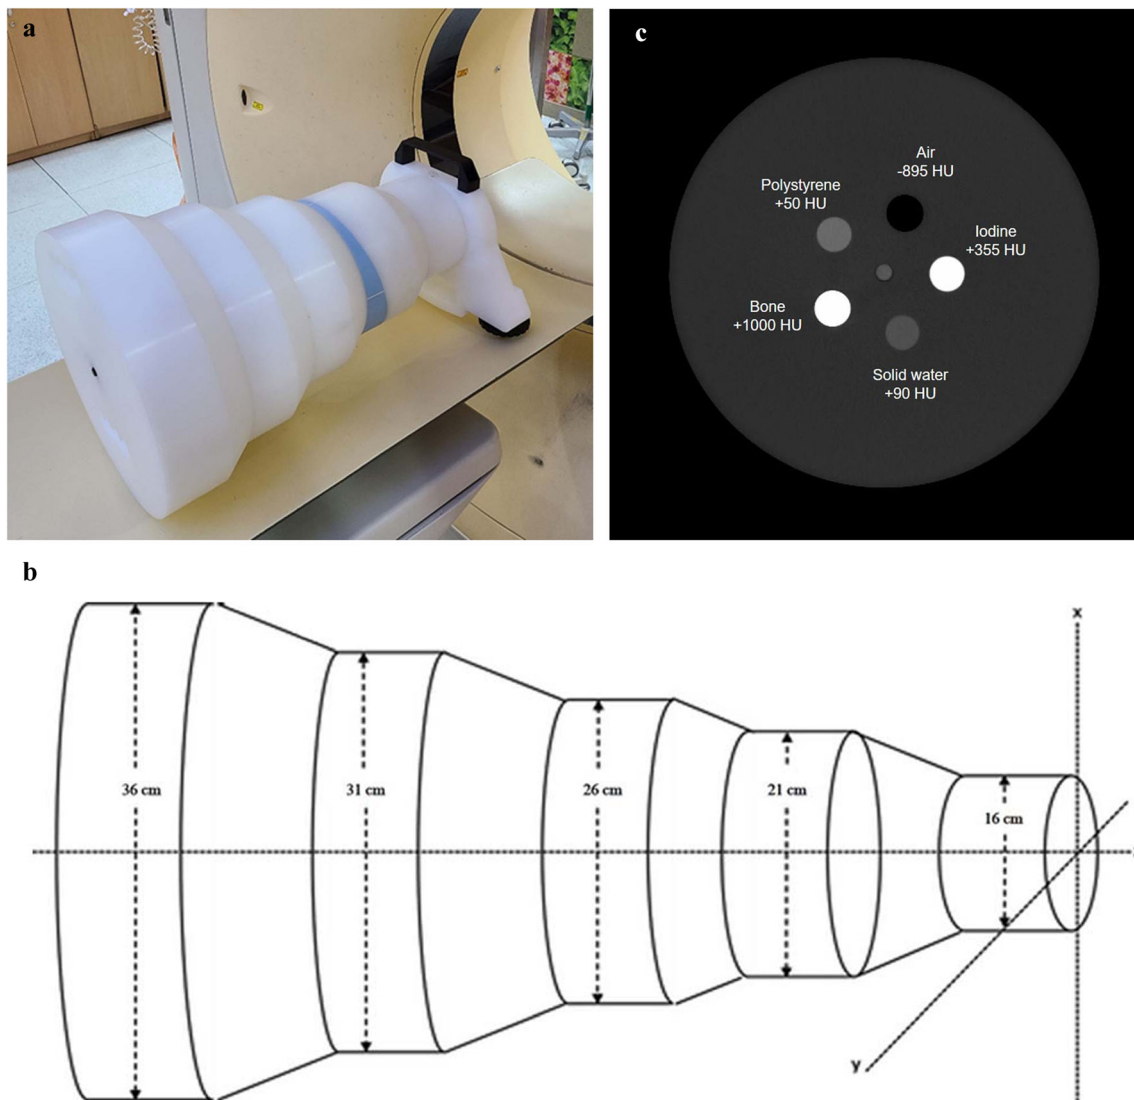 a
c
Air
-895 HU
Polystyrene
+50 HU
Iodine
+355 HU
Bone
+1000 HU
Solid water
+90 HU
b
x
36 cm
31 cm
26 cm
21 cm
16 cm
y